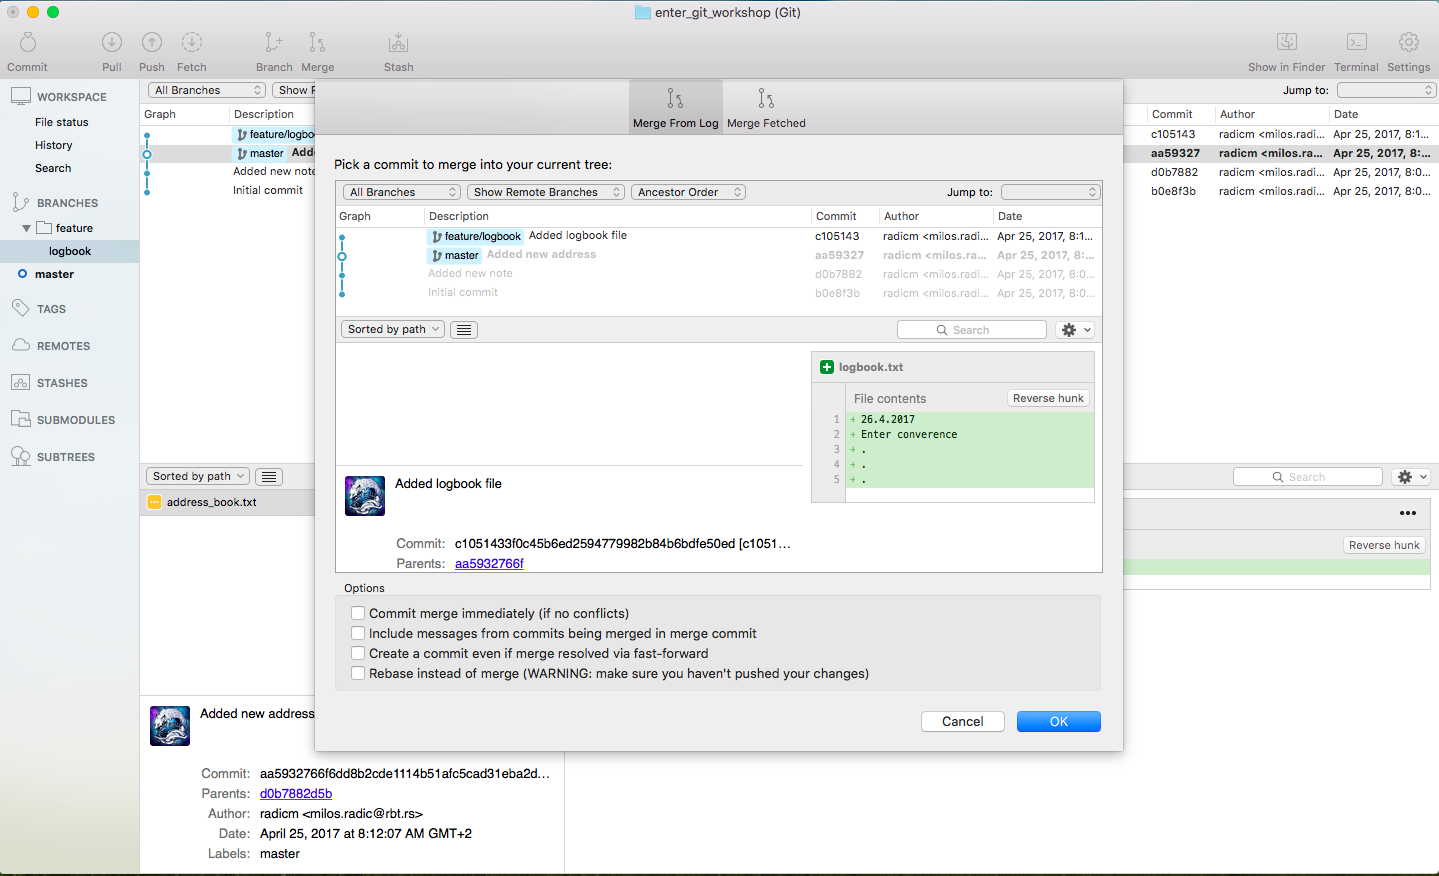 enter_git_workshop (Git)
Commit Pull Push Fetch Branch Merge Stash Show in Finder Terminal Settings
WORKSPACE
File status
History
Search
BRANCHES
feature
logbook
master
TAGS
REMOTES
STASHES
SUBMODULES
SUBTREES
All Branches Jump to:
Graph Description Commit Author Date
c105143 radicm <milos.ra... Apr 25, 2017, 8:1...
master aa59327 radicm <milos.ra... Apr 25, 2017, 8:...
Added new note d0b7882 radicm <milos.ra... Apr 25, 2017, 8:0...
Initial commit b0e8f3b radicm <milos.ra... Apr 25, 2017, 8:0...
Merge From Log Merge Fetched
Pick a commit to merge into your current tree:
All Branches Show Remote Branches Ancestor Order Jump to:
Graph Description Commit Author Date
feature/logbook Added logbook file c105143 radicm <milos.radi... Apr 25, 2017, 8:1...
master Added new address aa59327 radicm <milos.ra... Apr 25, 2017, 8:...
Added new note d0b7882 radicm <milos.radi... Apr 25, 2017, 8:0...
Initial commit b0e8f3b radicm <milos.radi... Apr 25, 2017, 8:0...
Sorted by path Search
logbook.txt
File contents Reverse hunk
1 + 26.4.2017
2 + Enter converence
3 + .
4 + .
5 + .
Added logbook file
Commit: c1051433f0c45b6ed2594779982b84b6bdfe50ed [c1051...
Parents: aa5932766f
Options
Commit merge immediately (if no conflicts)
Include messages from commits being merged in merge commit
Create a commit even if merge resolved via fast-forward
Rebase instead of merge (WARNING: make sure you haven't pushed your changes)
Cancel OK
Sorted by path Search
address_book.txt
Reverse hunk
Added new address
Commit: aa5932766f6dd8b2cde1114b51afc5cad31eba2d...
Parents: d0b7882d5b
Author: radicm <milos.radic@rbt.rs>
Date: April 25, 2017 at 8:12:07 AM GMT+2
Labels: master